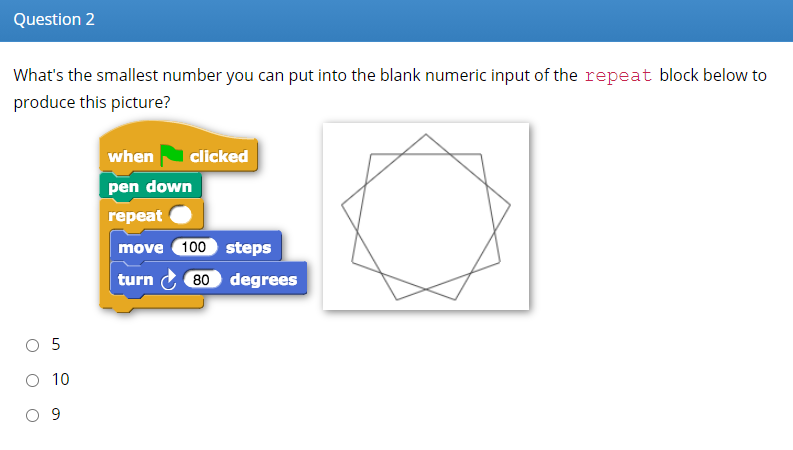 Question 2
What's the smallest number you can put into the blank numeric input of the repeat block below to
produce this picture?
when clicked
pen down
repeat
move 100 steps
turn 80 degrees
5
10
9